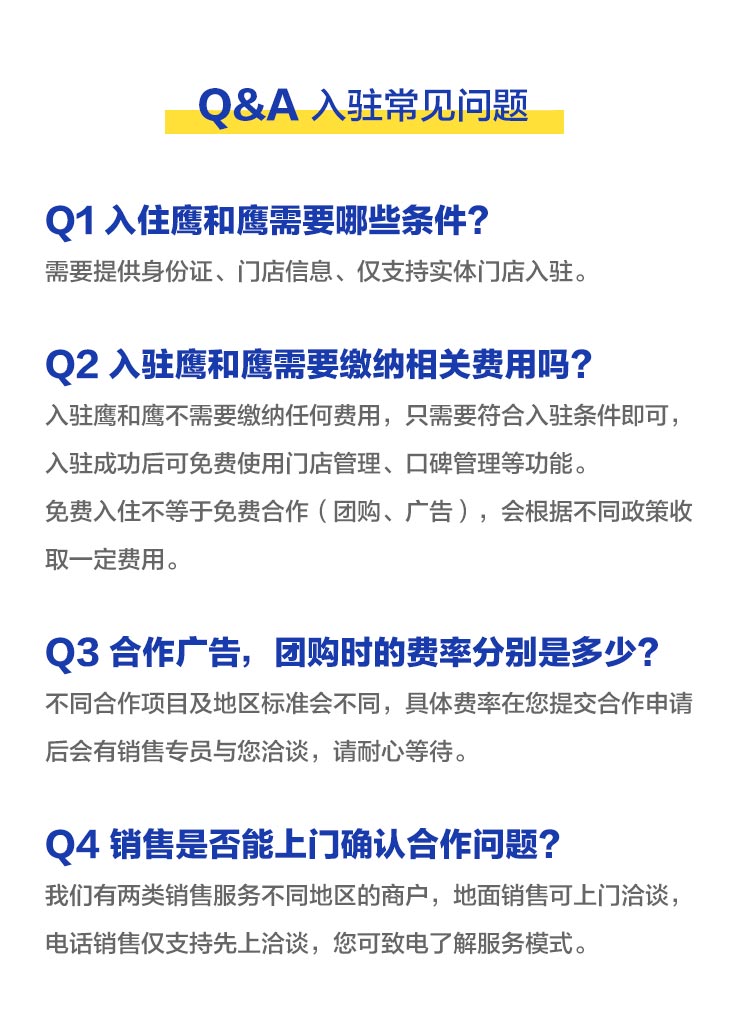 Q&A 入驻常见问题
Q1 入住鹰和鹰需要哪些条件？
需要提供身份证、门店信息、仅支持实体门店入驻。
Q2 入驻鹰和鹰需要缴纳相关费用吗？
入驻鹰和鹰不需要缴纳任何费用，只需要符合入驻条件即可，
入驻成功后可免费使用门店管理、口碑管理等功能。
免费入住不等于免费合作（团购、广告），会根据不同政策收
取一定费用。
Q3 合作广告，团购时的费率分别是多少？
不同合作项目及地区标准会不同，具体费率在您提交合作申请
后会有销售专员与您洽谈，请耐心等待。
Q4 销售是否能上门确认合作问题？
我们有两类销售服务不同地区的商户，地面销售可上门洽谈，
电话销售仅支持先上洽谈，您可致电了解服务模式。